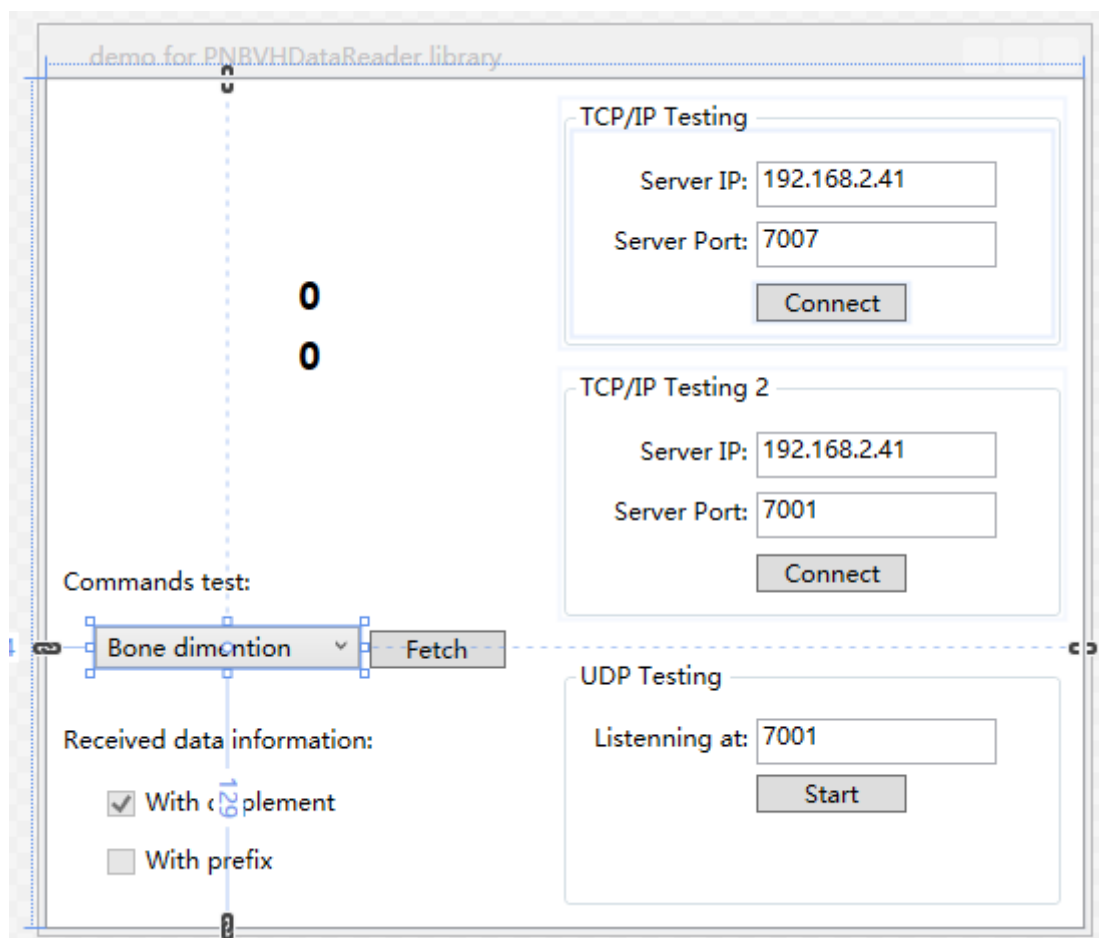 demo for PNBVHDataReader library
0
0
Commands test:
Bone dimention
Fetch
Received data information:
129
With prefix
TCP/IP Testing
Server IP: 192.168.2.41
Server Port: 7007
Connect
TCP/IP Testing 2
Server IP: 192.168.2.41
Server Port: 7001
Connect
UDP Testing
Listenning at: 7001
Start